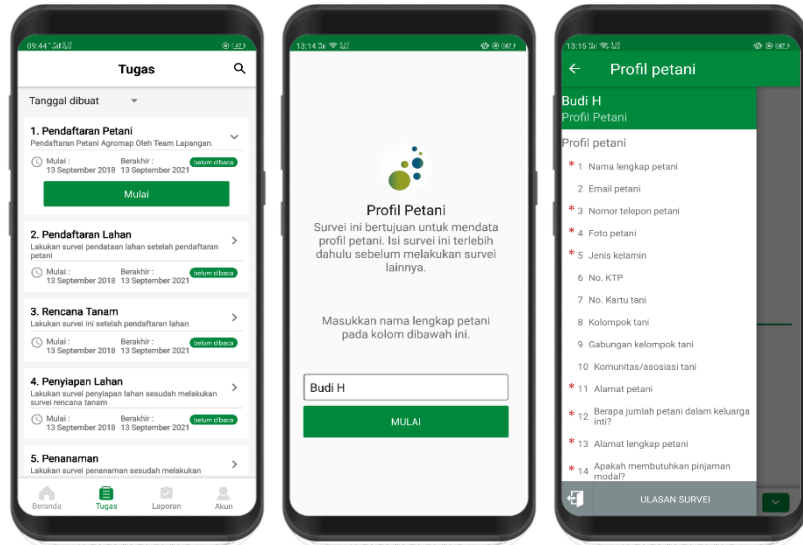 09:44
Tugas
Tanggal dibuat
1. Pendaftaran Petani
Pendaftaran Petani Agromap Oleh Team Lapangan.
Mulai : Berakhir : belum dibaca
13 September 2018 13 September 2021
Mulai
2. Pendaftaran Lahan
Lakukan survei pendataan lahan setelah pendaftaran
petani
Mulai : Berakhir : belum dibaca
13 September 2018 13 September 2021
3. Rencana Tanam
Lakukan survei ini setelah pendaftaran lahan
Mulai : Berakhir : belum dibaca
13 September 2018 13 September 2021
4. Penyiapan Lahan
Lakukan survei penyiapan lahan sesudah melakukan
survei rencana tanam
Mulai : Berakhir : belum dibaca
13 September 2018 13 September 2021
5. Penanaman
Lakukan survei penanaman sesudah melakukan
Beranda Tugas Laporan Akun
13:14
Profil Petani
Survei ini bertujuan untuk mendata
profil petani. Isi survei ini terlebih
dahulu sebelum melakukan survei
lainnya.
Masukkan nama lengkap petani
pada kolom dibawah ini.
Budi H
MULAI
13:15
Profil petani
Budi H
Profil Petani
Profil petani
* 1 Nama lengkap petani
2 Email petani
* 3 Nomor telepon petani
* 4 Foto petani
* 5 Jenis kelamin
6 No. KTP
7 No. Kartu tani
8 Kolompok tani
9 Gabungan kelompok tani
10 Komunitas/asosiasi tani
* 11 Alamat petani
* 12 Berapa jumlah petani dalam keluarga
inti?
* 13 Alamat lengkap petani
* 14 Apakah membutuhkan pinjaman
modal?
ULASAN SURVEI